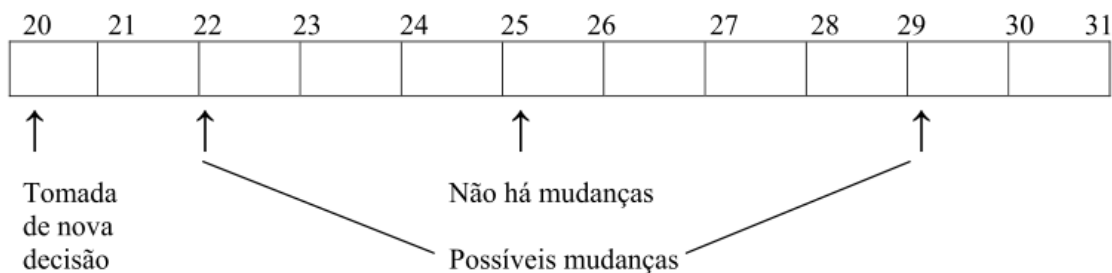 20 21 22 23 24 25 26 27 28 29 30 31
Tomada Não há mudanças
de nova
decisão Possíveis mudanças